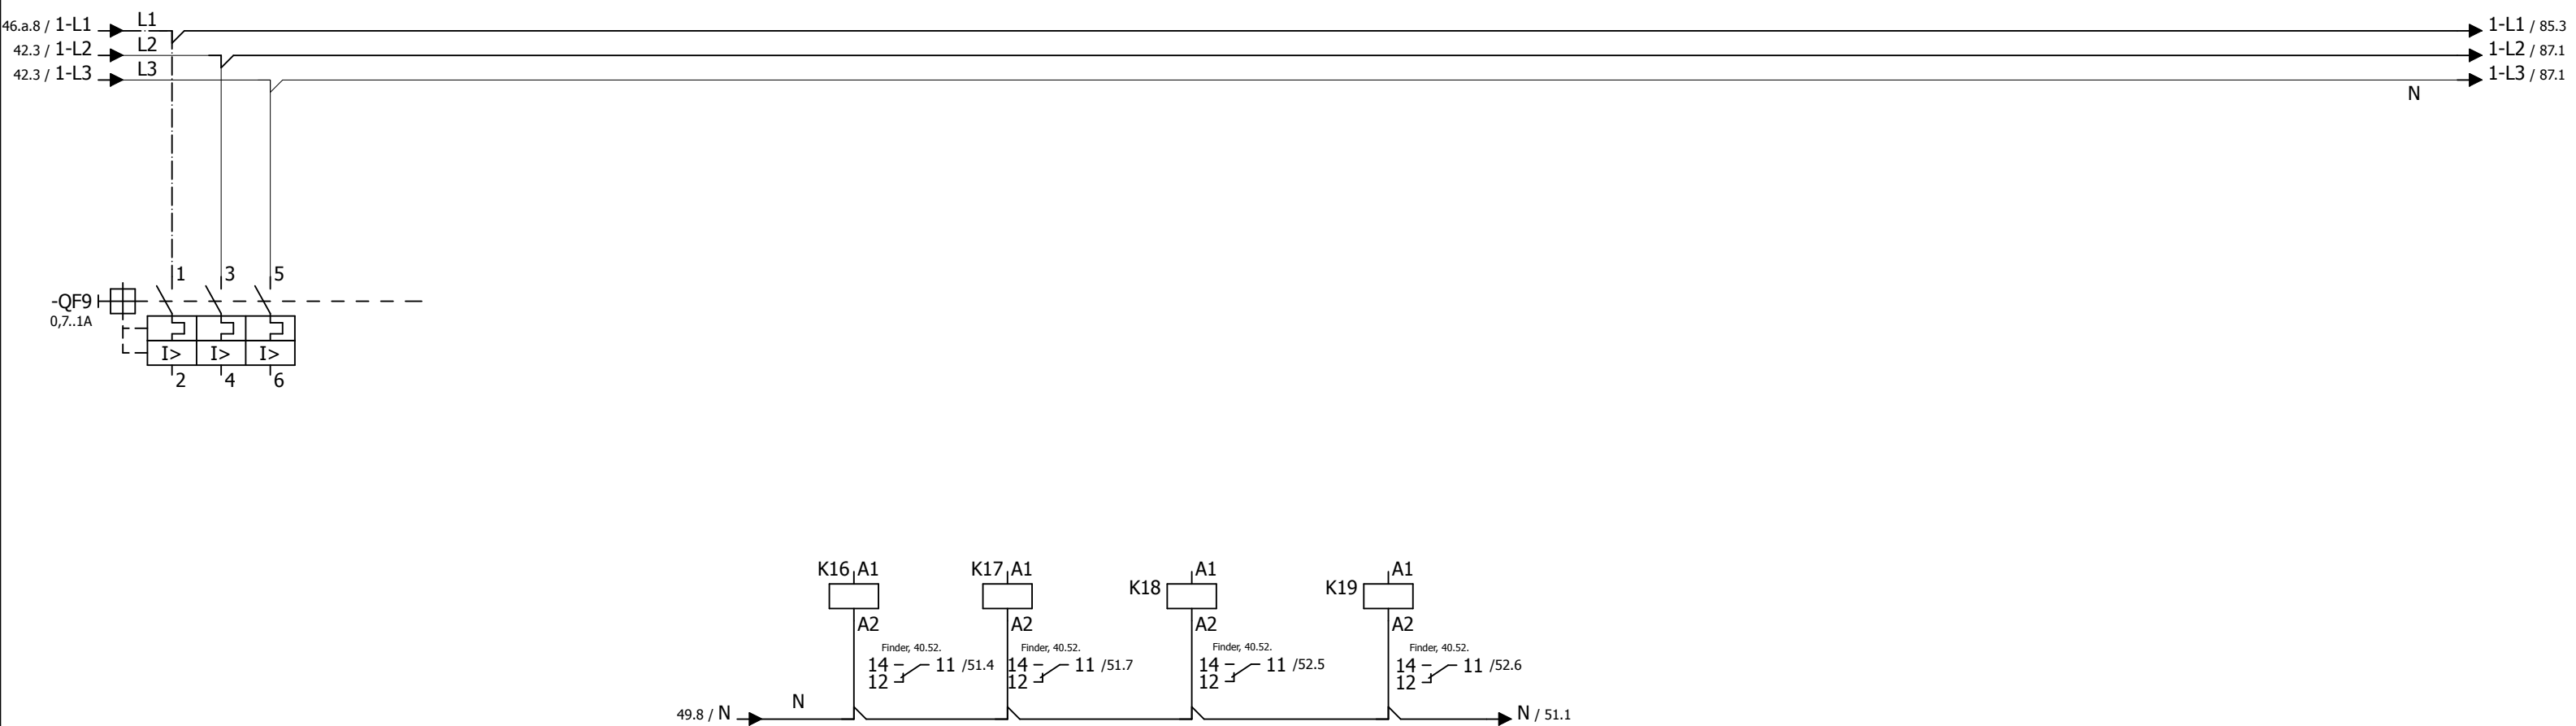 46.a.8 / 1-L1 L1 1-L1 / 85.3
42.3 / 1-L2 L2 1-L2 / 87.1
42.3 / 1-L3 L3 1-L3 / 87.1
N
1 3 5
-QF9
0,7..1A
I> I> I>
2 4 6
K16 A1 K17 A1 K18 A1 K19 A1
A2 A2 A2 A2
Finder, 40.52. Finder, 40.52. Finder, 40.52. Finder, 40.52.
14 11 /51.4 14 11 /51.7 14 11 /52.5 14 11 /52.6
12 12 12 12
49.8 / N N N / 51.1